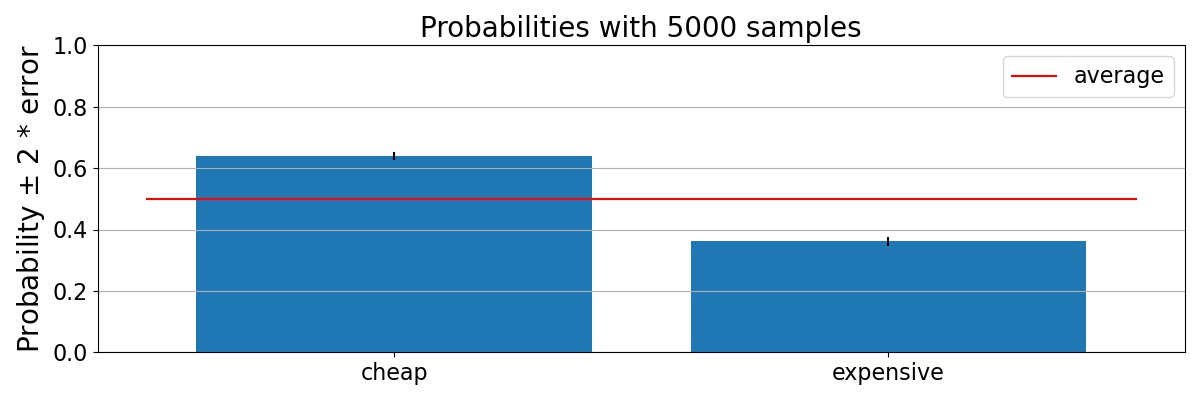 Probabilities with 5000 samples
Probability ± 2 * error
1.0
0.8
0.6
0.4
0.2
0.0
average
cheap
expensive